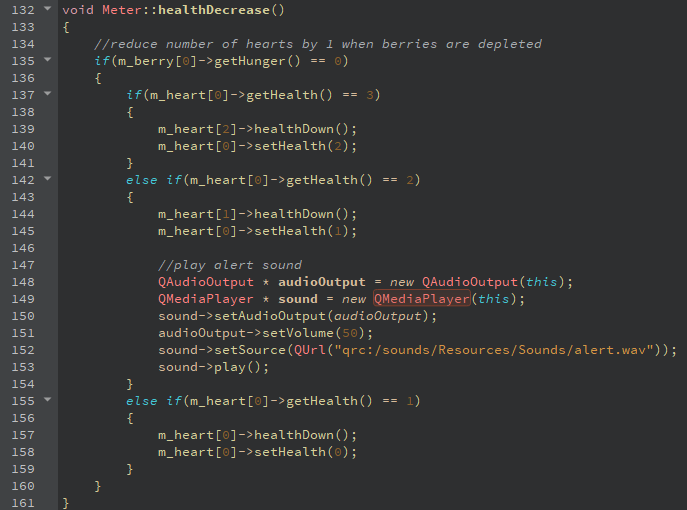 132 void Meter::healthDecrease()
133 {
134     //reduce number of hearts by 1 when berries are depleted
135     if(m_berry[0]->getHunger() == 0)
136     {
137         if(m_heart[0]->getHealth() == 3)
138         {
139             m_heart[2]->healthDown();
140             m_heart[0]->setHealth(2);
141         }
142         else if(m_heart[0]->getHealth() == 2)
143         {
144             m_heart[1]->healthDown();
145             m_heart[0]->setHealth(1);
146
147             //play alert sound
148             QAudioOutput * audioOutput = new QAudioOutput(this);
149             QMediaPlayer * sound = new QMediaPlayer(this);
150             sound->setAudioOutput(audioOutput);
151             audioOutput->setVolume(50);
152             sound->setSource(QUrl("qrc:/sounds/Resources/Sounds/alert.wav"));
153             sound->play();
154         }
155         else if(m_heart[0]->getHealth() == 1)
156         {
157             m_heart[0]->healthDown();
158             m_heart[0]->setHealth(0);
159         }
160     }
161 }